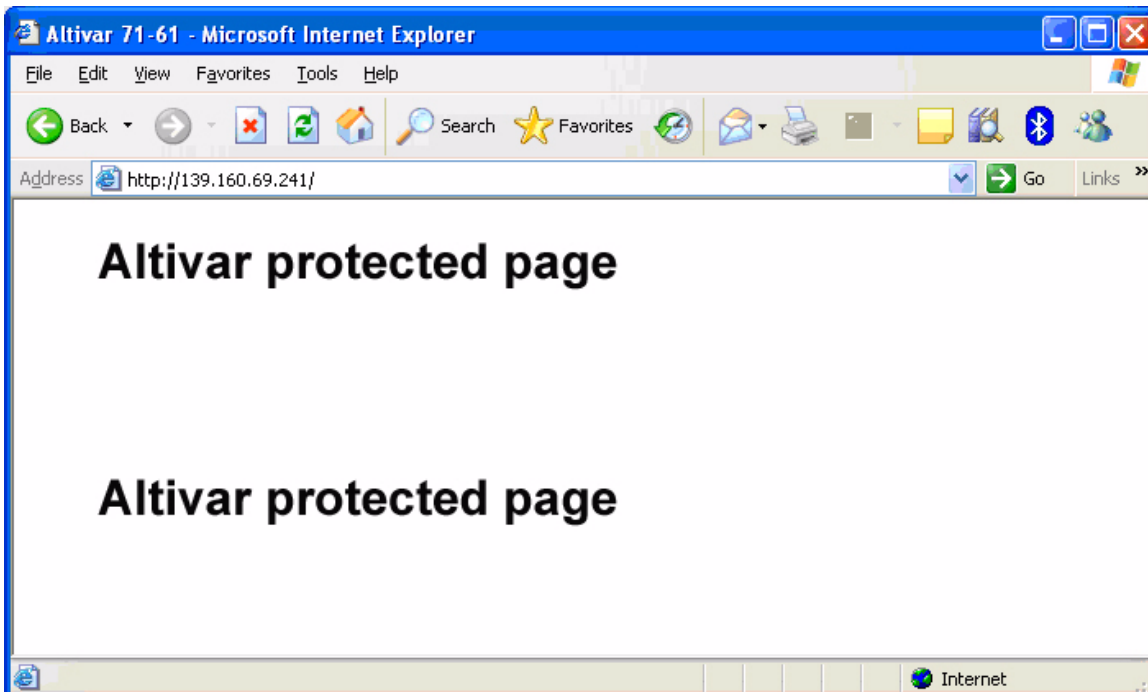 Altivar 71-61 - Microsoft Internet Explorer
File Edit View Favorites Tools Help
Back Search Favorites
Address http://139.160.69.241/ Go Links »
Altivar protected page
Altivar protected page
Internet